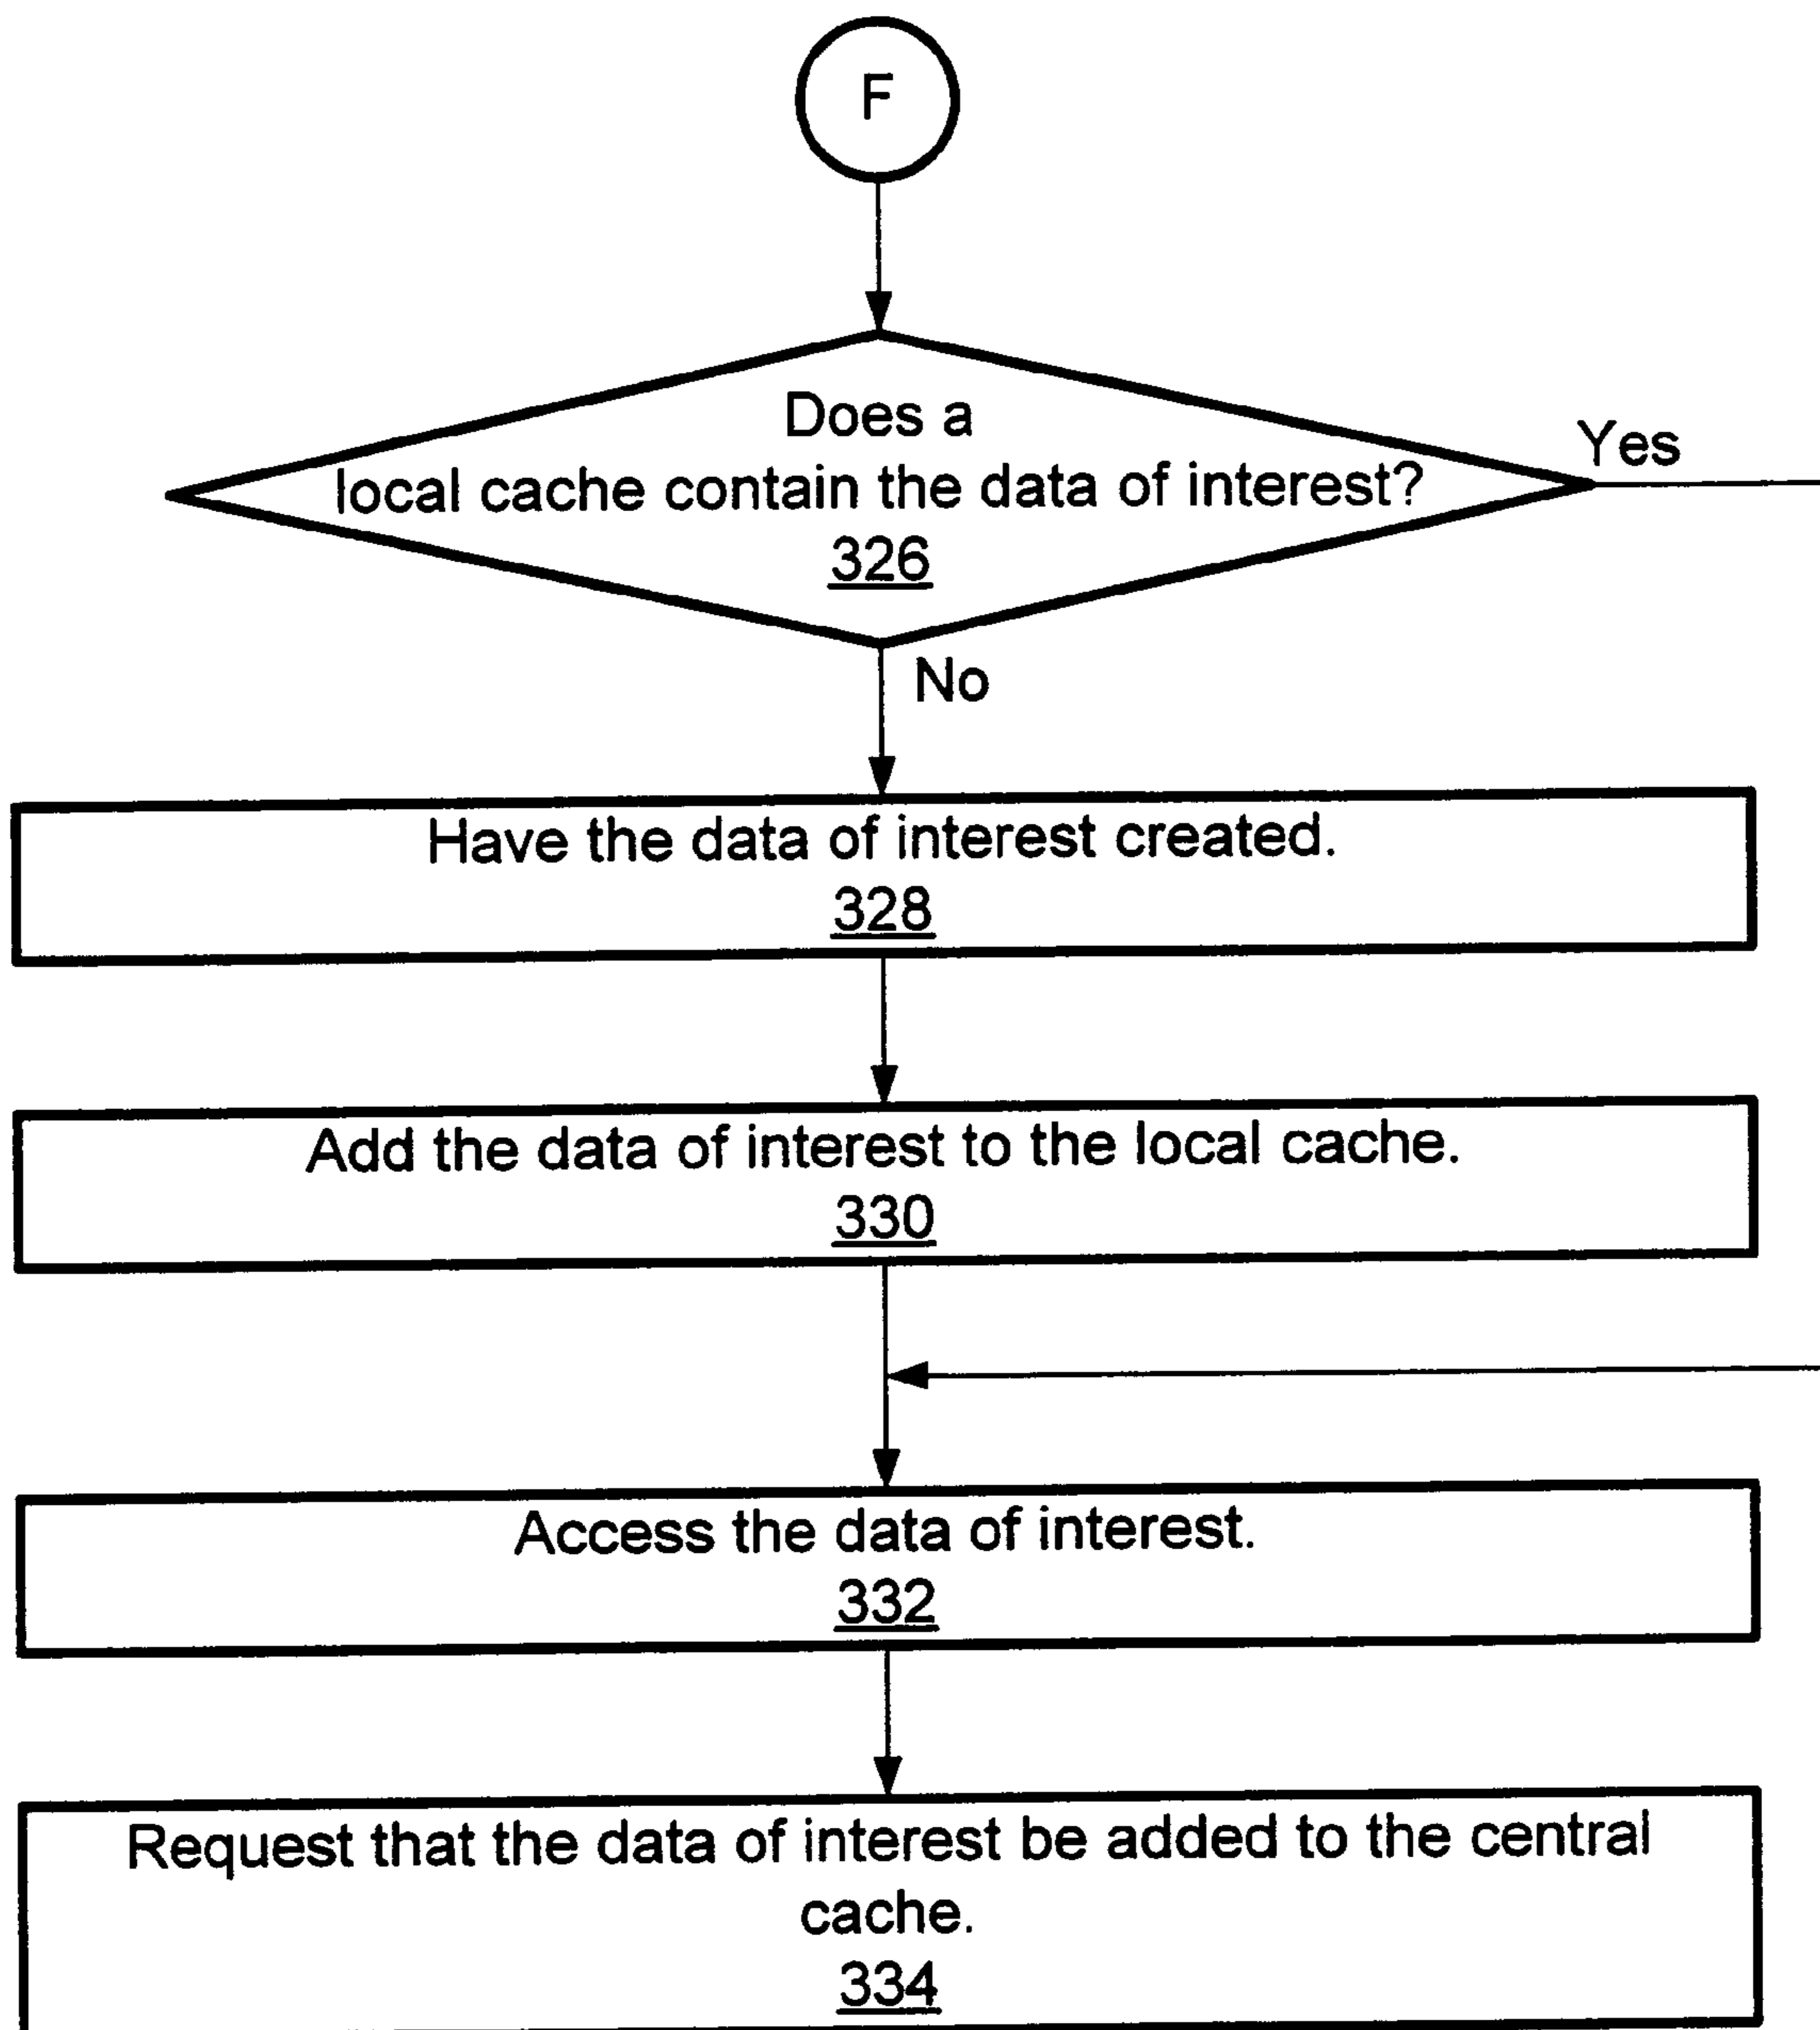 F
Does a
local cache contain the data of interest?
326
Yes
No
Have the data of interest created.
328
Add the data of interest to the local cache.
330
Access the data of interest.
332
Request that the data of interest be added to the central
cache.
334